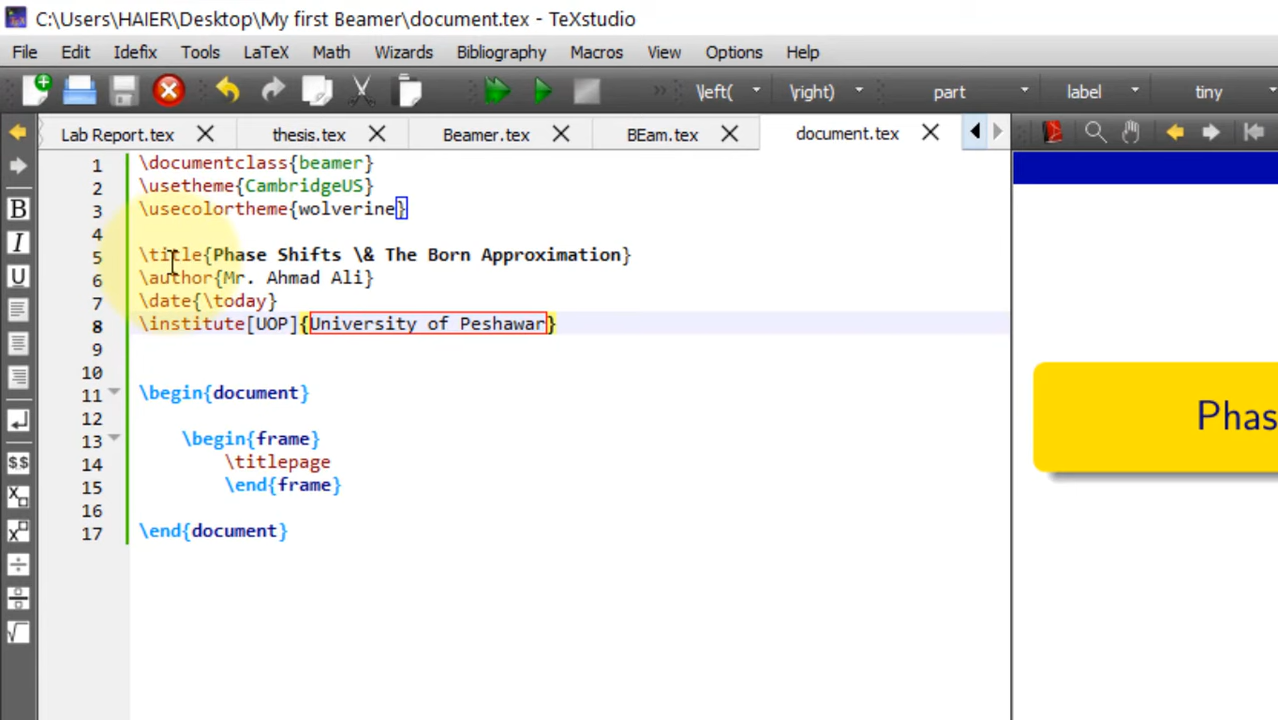 C:\Users\HAIER\Desktop\My first Beamer\document.tex - TeXstudio
File Edit Idefix Tools LaTeX Math Wizards Bibliography Macros View Options Help
\left( \right) part label tiny
Lab Report.tex thesis.tex Beamer.tex BEam.tex document.tex
1 \documentclass{beamer}
2 \usetheme{CambridgeUS}
3 \usecolortheme{wolverine}
4
5 \title{Phase Shifts \& The Born Approximation}
6 \author{Mr. Ahmad Ali}
7 \date{\today}
8 \institute[UOP]{University of Peshawar}
9
10
11 \begin{document}
12
13 \begin{frame}
14 \titlepage
15 \end{frame}
16
17 \end{document}
B
I
U
$$
Phas